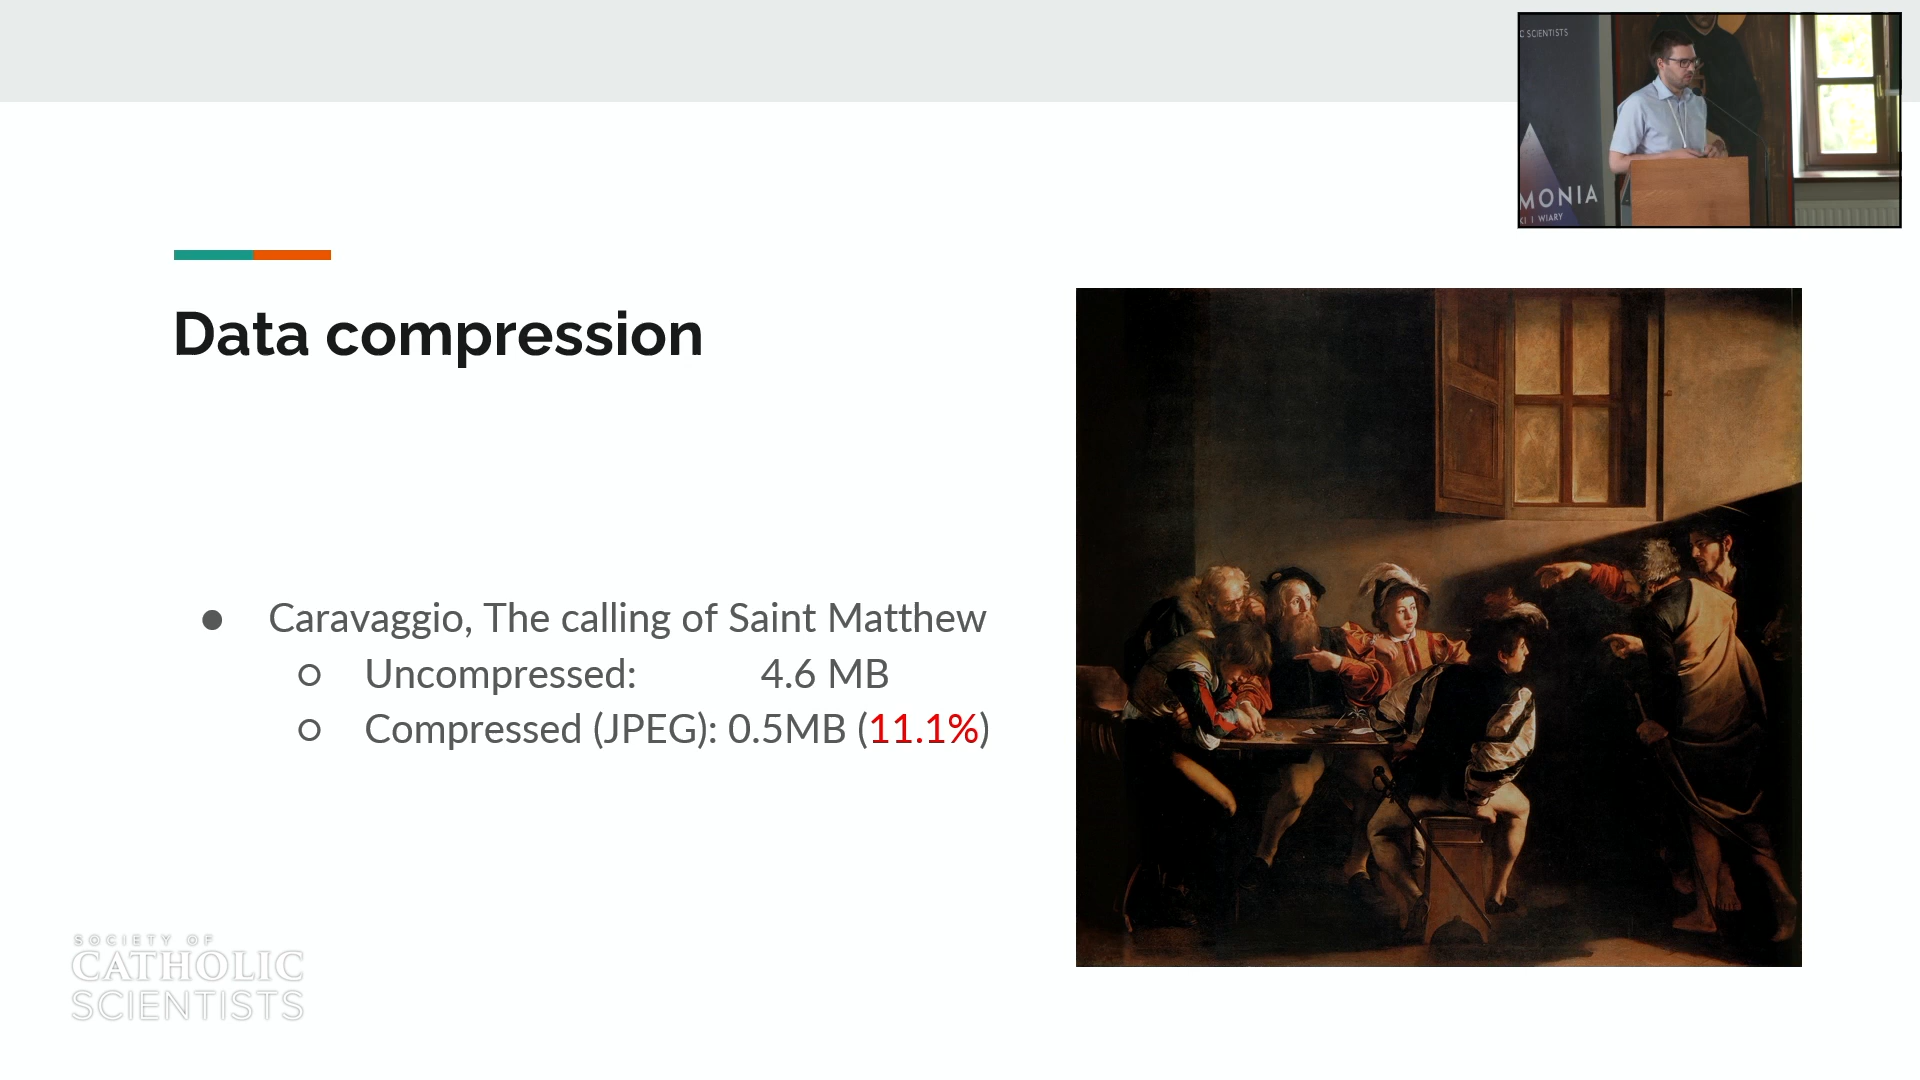 C SCIENTISTS
MONIA
KI I WIARY
Data compression
Caravaggio, The calling of Saint Matthew
Uncompressed: 4.6 MB
Compressed (JPEG): 0.5MB (11.1%)
SOCIETY OF
CATHOLIC
SCIENTISTS